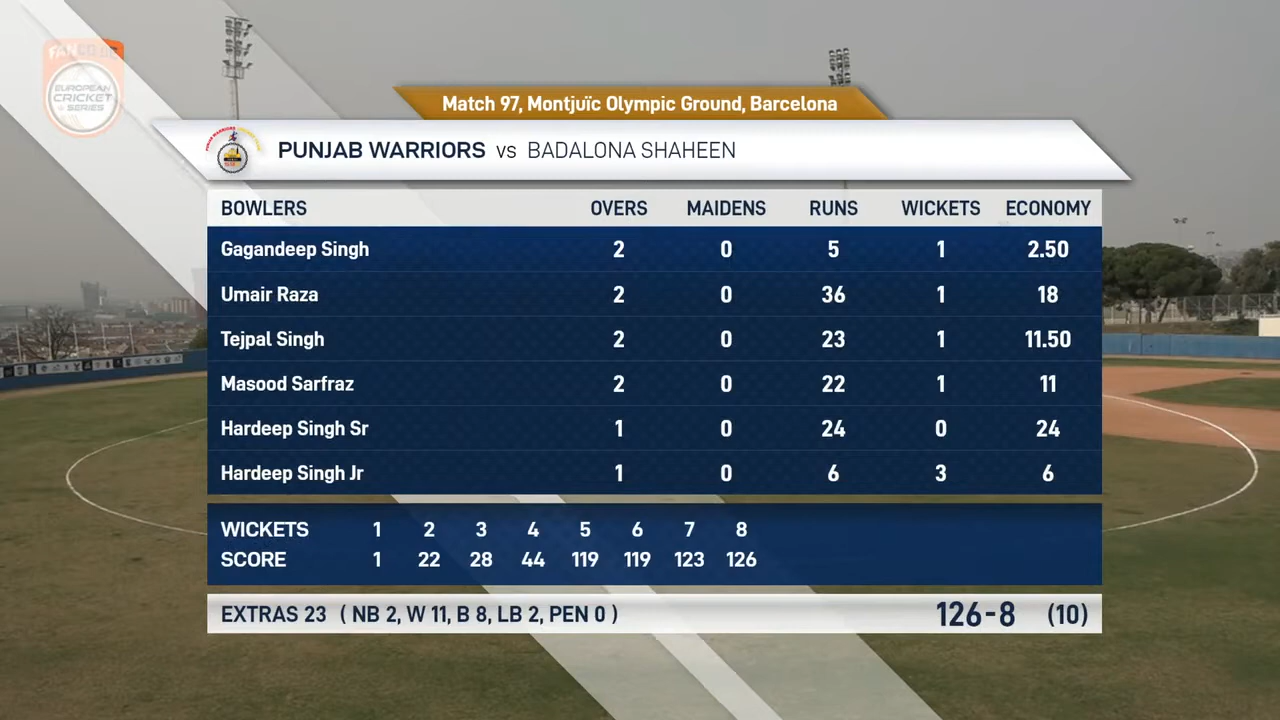 FANCODE
EUROPEAN
CRICKET
SERIES
Match 97, Montjuïc Olympic Ground, Barcelona
PUNJAB WARRIORS vs BADALONA SHAHEEN
BOWLERS OVERS MAIDENS RUNS WICKETS ECONOMY
Gagandeep Singh 2 0 5 1 2.50
Umair Raza 2 0 36 1 18
Tejpal Singh 2 0 23 1 11.50
Masood Sarfraz 2 0 22 1 11
Hardeep Singh Sr 1 0 24 0 24
Hardeep Singh Jr 1 0 6 3 6
WICKETS 1 2 3 4 5 6 7 8
SCORE 1 22 28 44 119 119 123 126
EXTRAS 23 ( NB 2, W 11, B 8, LB 2, PEN 0 ) 126-8 (10)